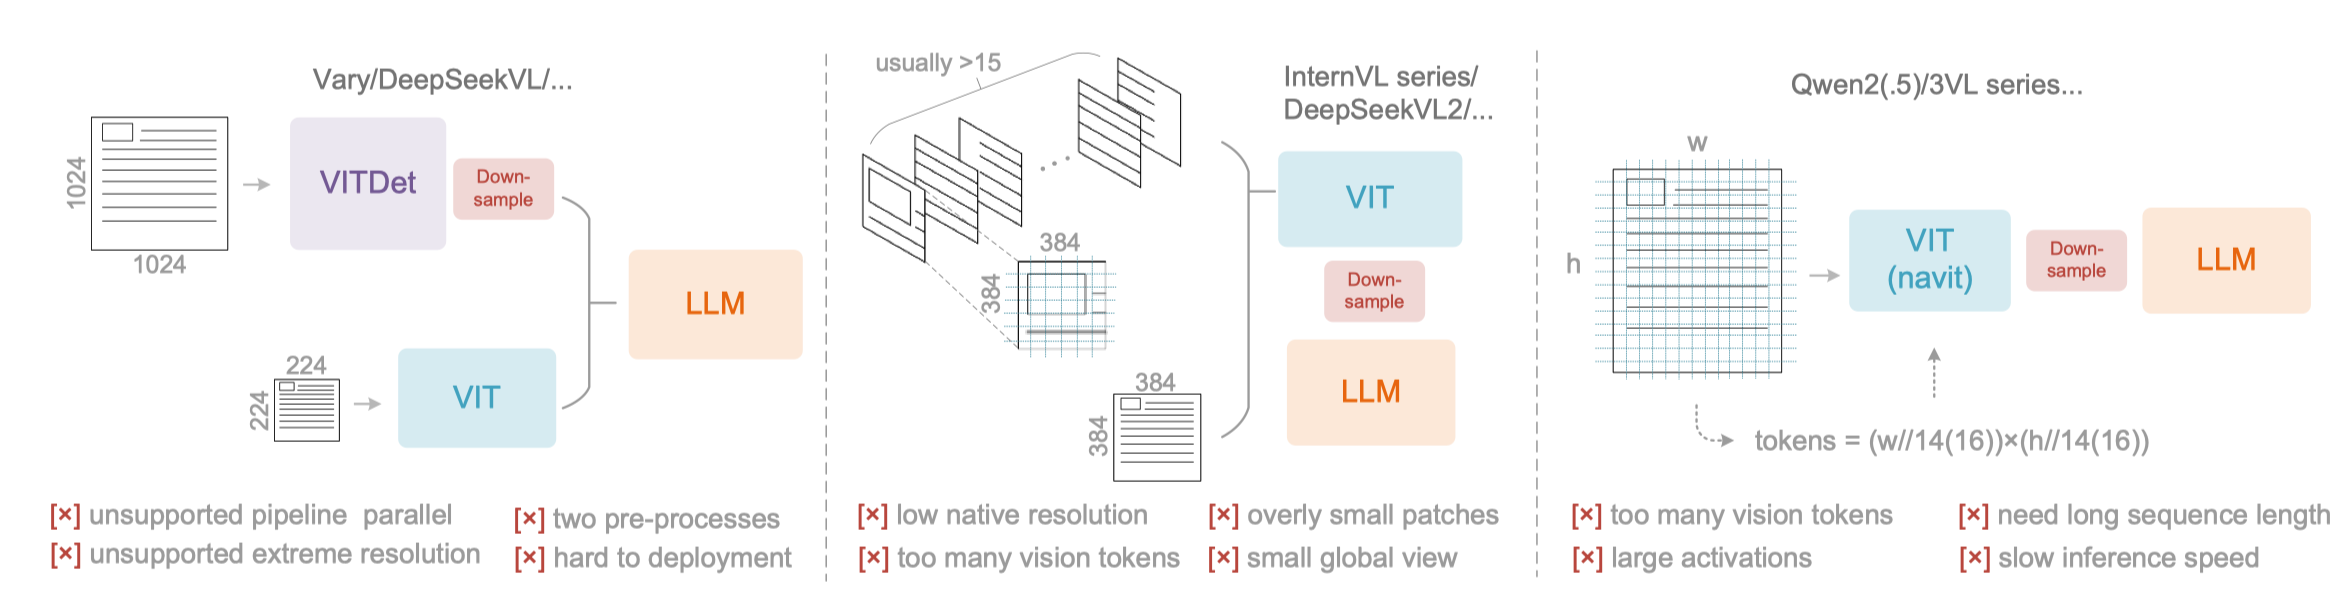 Vary/DeepSeekVL/...
1024
1024
VITDet
Down-
sample
224
224
VIT
LLM
[×] unsupported pipeline parallel
[×] two pre-processes
[×] unsupported extreme resolution
[×] hard to deployment
usually >15
InternVL series/
DeepSeekVL2/...
384
384
384
384
VIT
Down-
sample
LLM
[×] low native resolution
[×] overly small patches
[×] too many vision tokens
[×] small global view
Qwen2(.5)/3VL series...
w
h
VIT
(navit)
Down-
sample
LLM
tokens = (w//14(16))×(h//14(16))
[×] too many vision tokens
[×] need long sequence length
[×] large activations
[×] slow inference speed